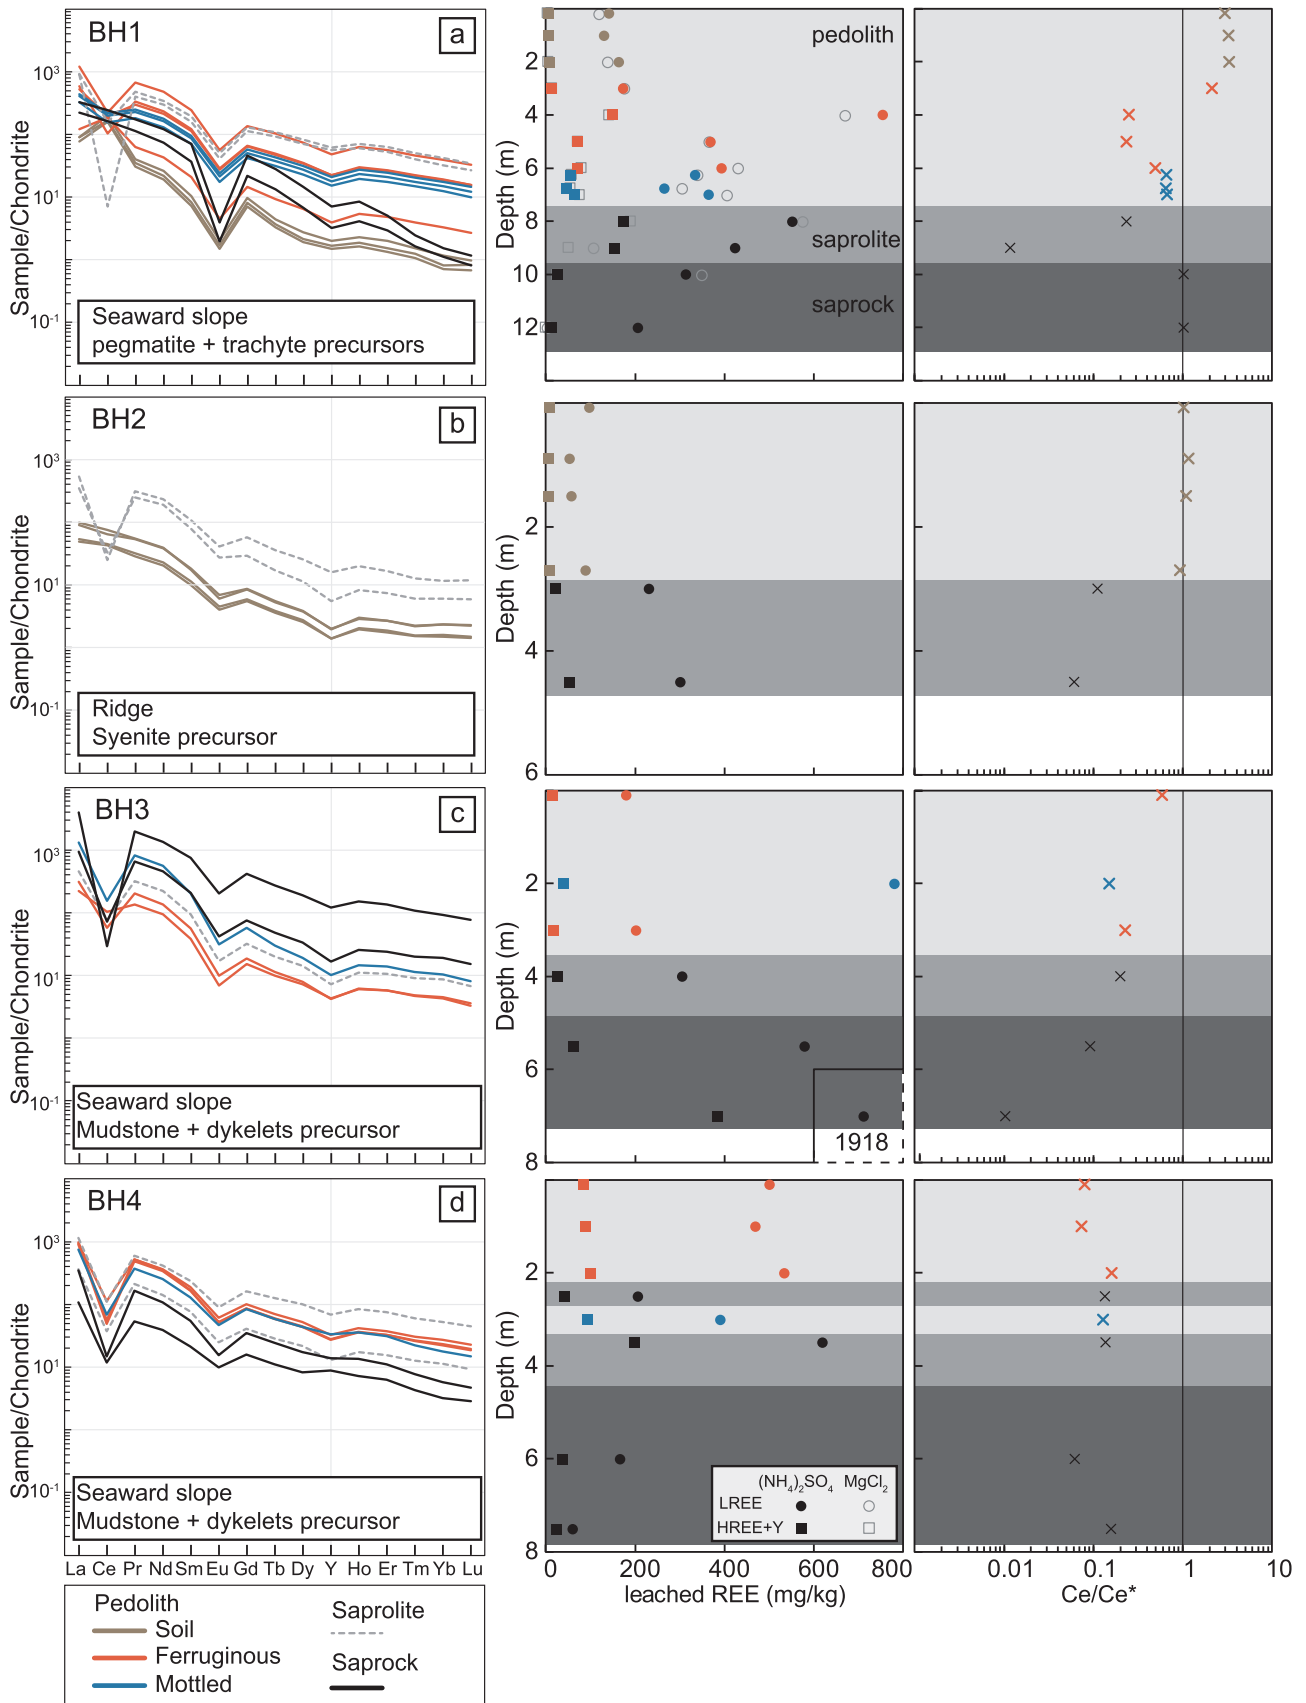 BH1
a
Sample/Chondrite
10³
10¹
10⁻¹
Seaward slope
pegmatite + trachyte precursors
Depth (m)
2
4
6
8
10
12
pedolith
saprolite
saprock
BH2
b
Sample/Chondrite
10³
10¹
10⁻¹
Ridge
Syenite precursor
Depth (m)
2
4
6
BH3
c
Sample/Chondrite
10³
10¹
10⁻¹
Seaward slope
Mudstone + dykelets precursor
Depth (m)
2
4
6
8
1918
BH4
d
Sample/Chondrite
10³
10¹
10⁻¹
Seaward slope
Mudstone + dykelets precursor
La Ce Pr Nd Sm Eu Gd Tb Dy Y Ho Er Tm Yb Lu
Depth (m)
2
4
6
8
(NH₄)₂SO₄ MgCl₂
LREE
HREE+Y
0 200 400 600 800
leached REE (mg/kg)
0.01 0.1 1 10
Ce/Ce*
Pedolith
Soil
Ferruginous
Mottled
Saprolite
Saprock